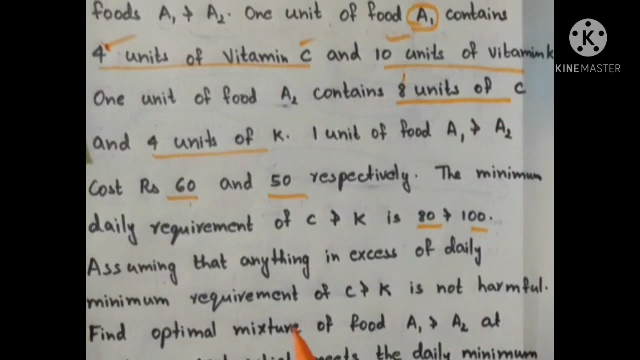 foods A₁ & A₂. One unit of food A₁ contains
4 units of Vitamin C and 10 units of vitamin K
One unit of food A₂ contains 8 units of C
and 4 units of K. 1 unit of food A₁ & A₂
Cost Rs 60 and 50 respectively. The minimum
daily requirement of C & K is 80 & 100.
Assuming that anything in excess of daily
minimum requirement of C & K is not harmful.
Find optimal mixture of food A₁ & A₂ at
meets the daily minimum
KINEMASTER